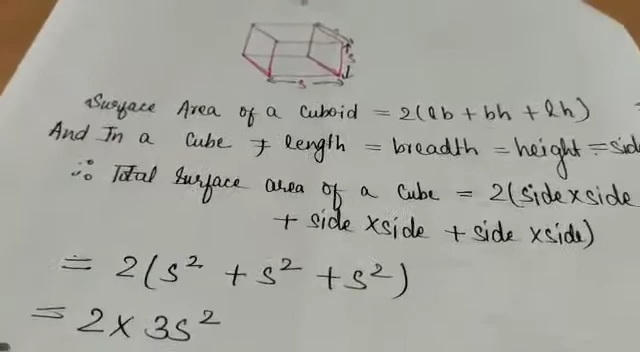 s
s
s
Surface Area of a Cuboid = 2(lb + bh + lh)
And In a Cube, length = breadth = height = side
∴ Total Surface area of a Cube = 2(side x side
+ side x side + side x side)
= 2(s² + s² + s²)
= 2 x 3s²